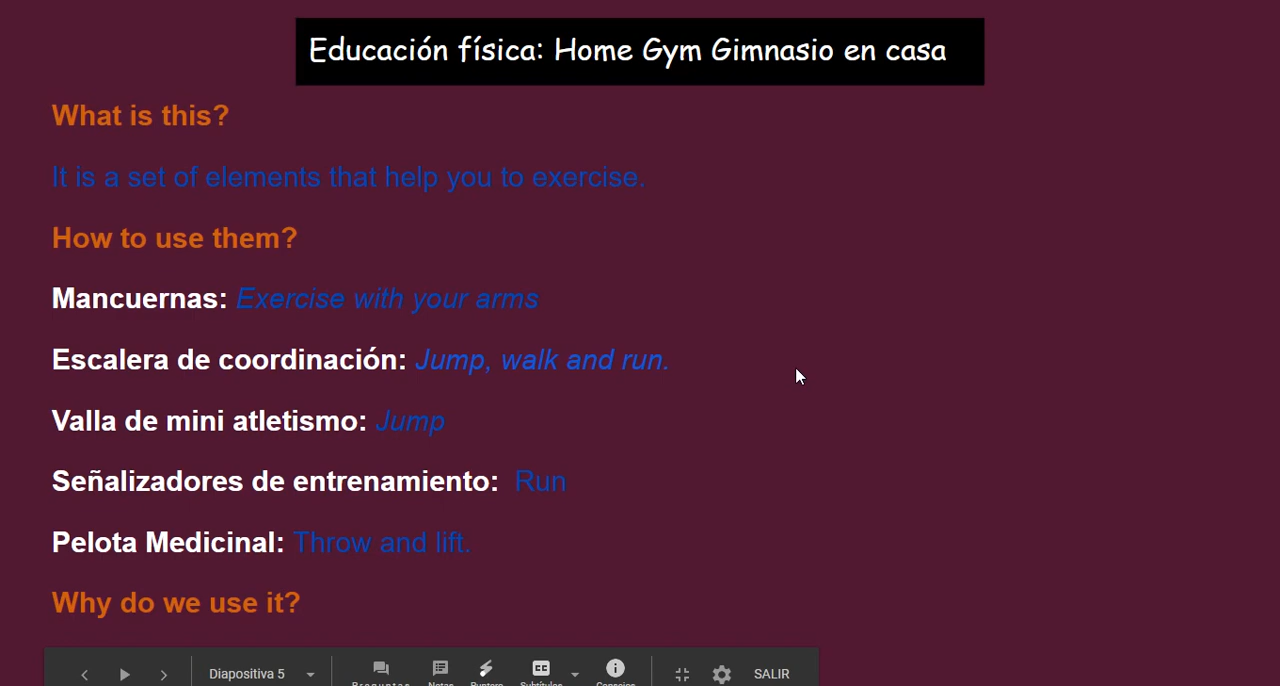 Educación física: Home Gym Gimnasio en casa
What is this?
It is a set of elements that help you to exercise.
How to use them?
Mancuernas: Exercise with your arms
Escalera de coordinación: Jump, walk and run.
Valla de mini atletismo: Jump
Señalizadores de entrenamiento: Run
Pelota Medicinal: Throw and lift.
Why do we use it?
Diapositiva 5 SALIR